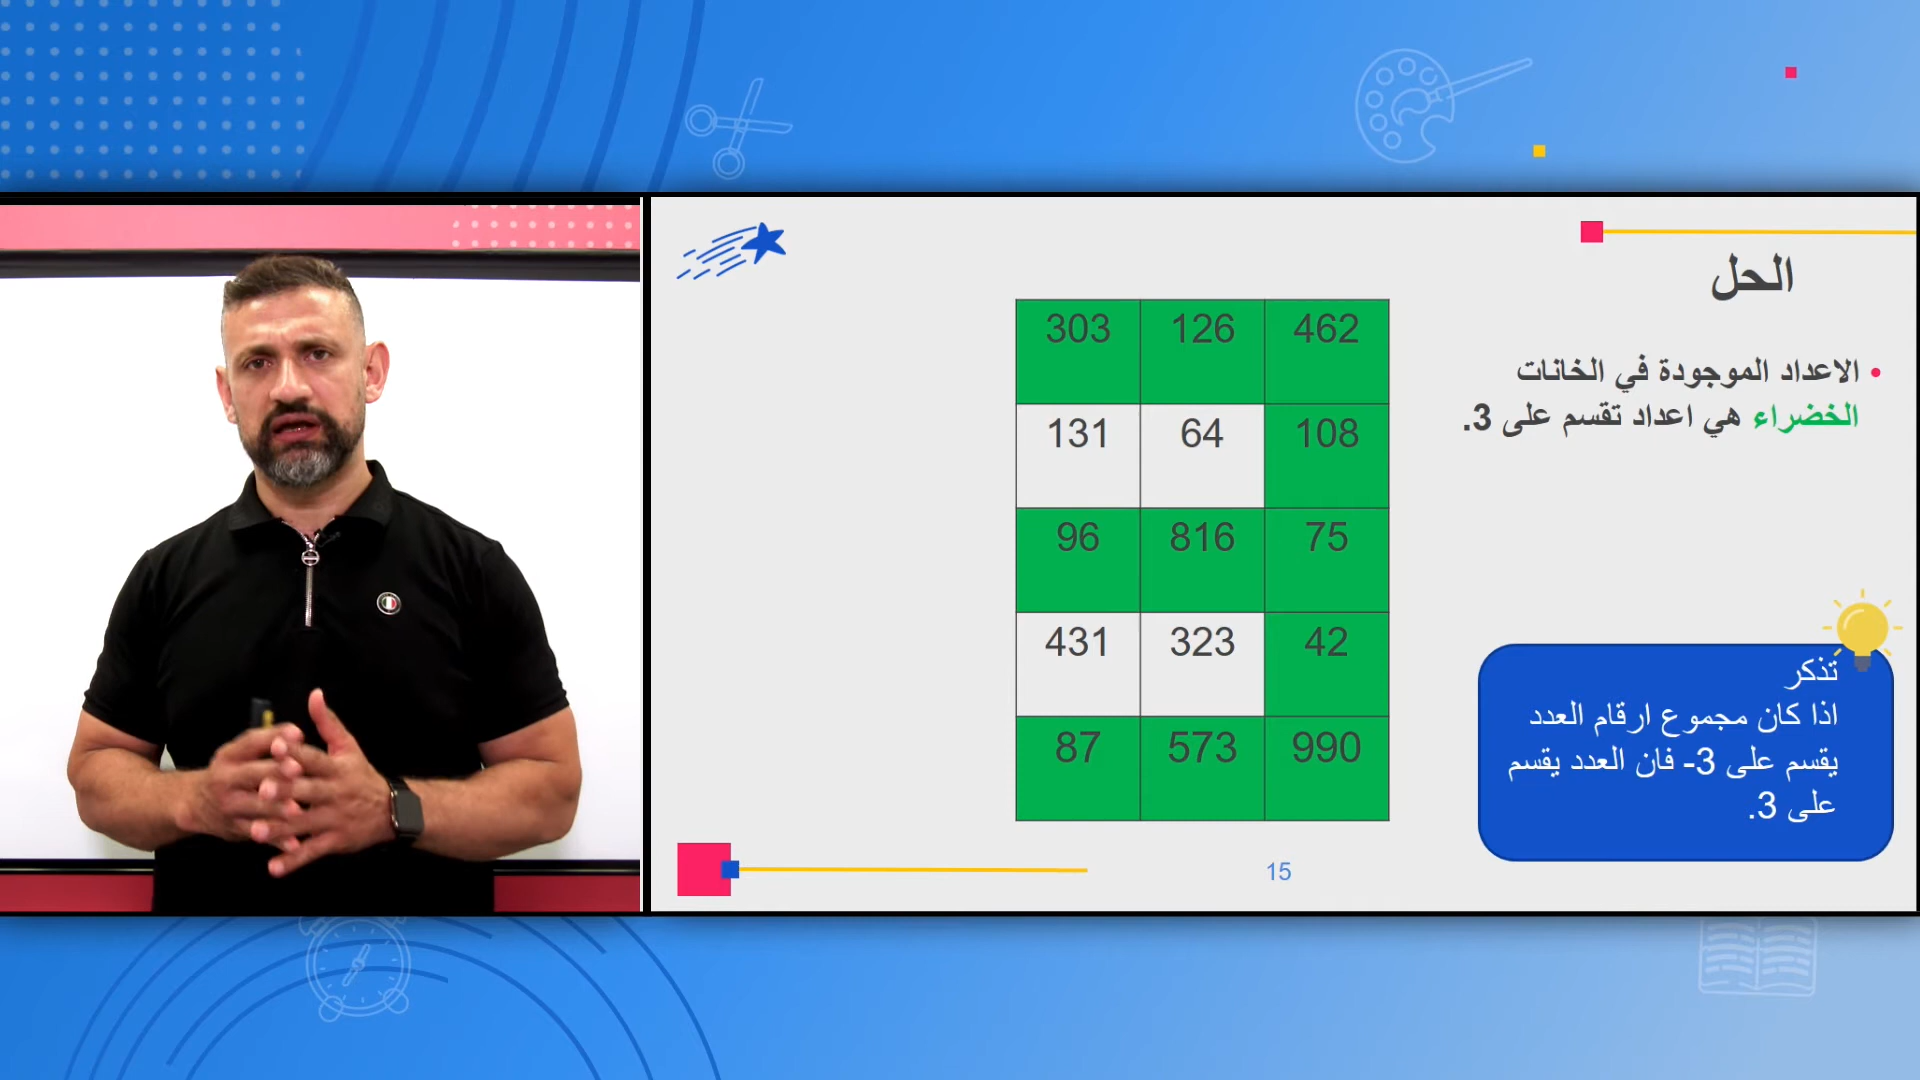 الحل
• الاعداد الموجودة في الخانات
الخضراء هي اعداد تقسم على 3.
303 126 462
131 64 108
96 816 75
431 323 42
87 573 990
تذكر
اذا كان مجموع ارقام العدد
يقسم على 3- فان العدد يقسم
على 3.
15